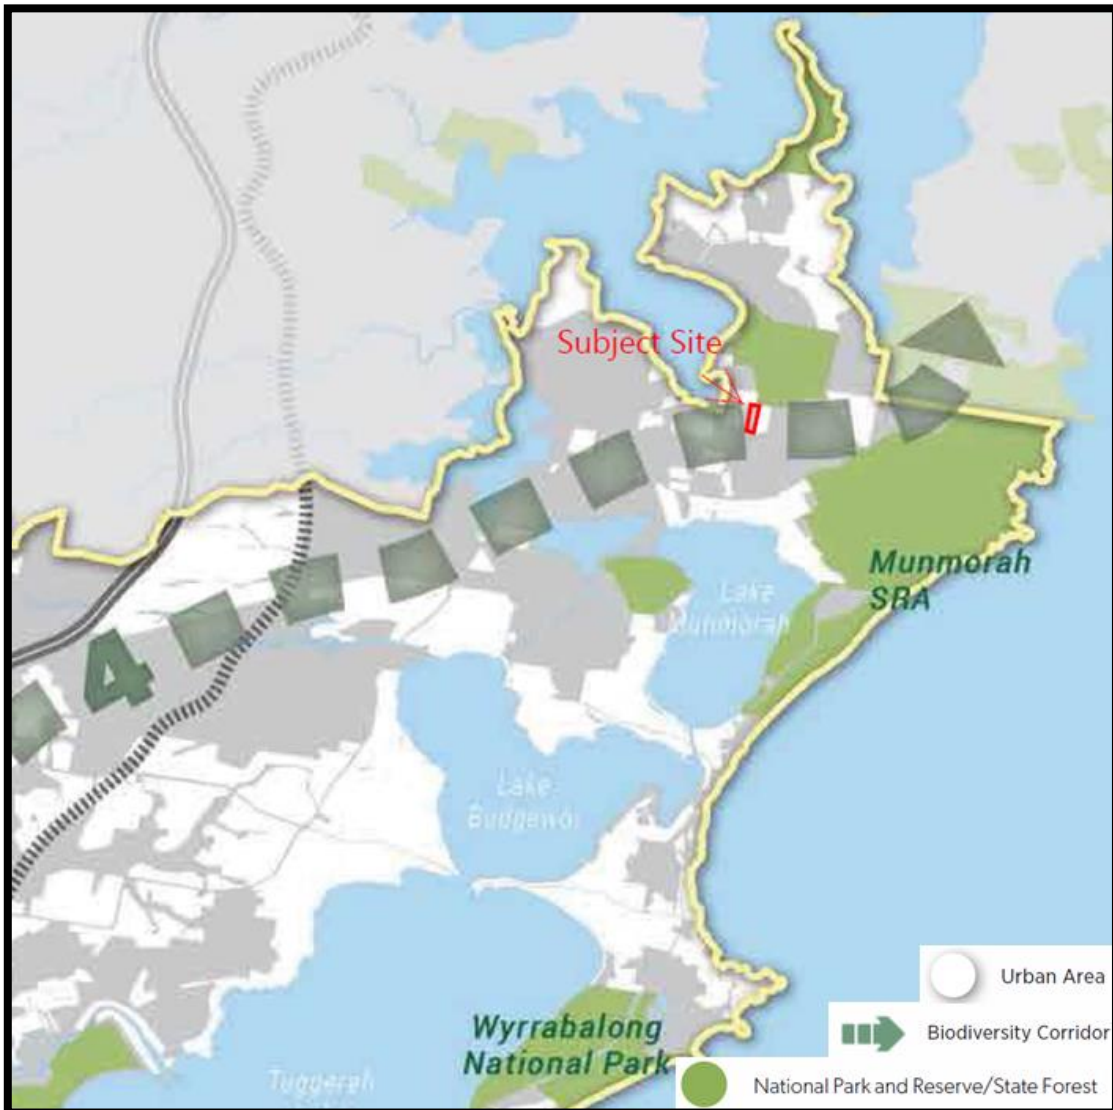 Subject Site
Munmorah
SRA
Lake
Munmorah
4
Lake
Budgewoi
Wyrrabalong
National Park
Tuggerah
Urban Area
Biodiversity Corridor
National Park and Reserve/State Forest